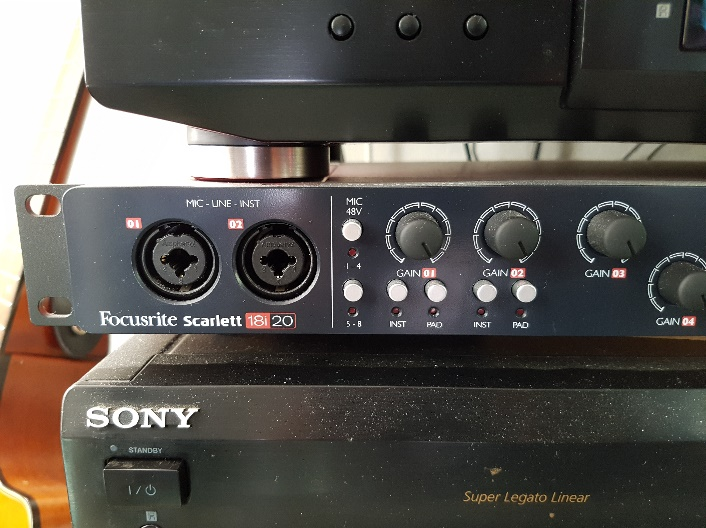 MIC - LINE - INST
01
02
MIC
48V
1 - 4
GAIN 01
GAIN 02
GAIN 03
GAIN 04
5 - 8
INST
PAD
INST
PAD
Focusrite Scarlett 18i20
SONY
STANDBY
I /
Super Legato Linear